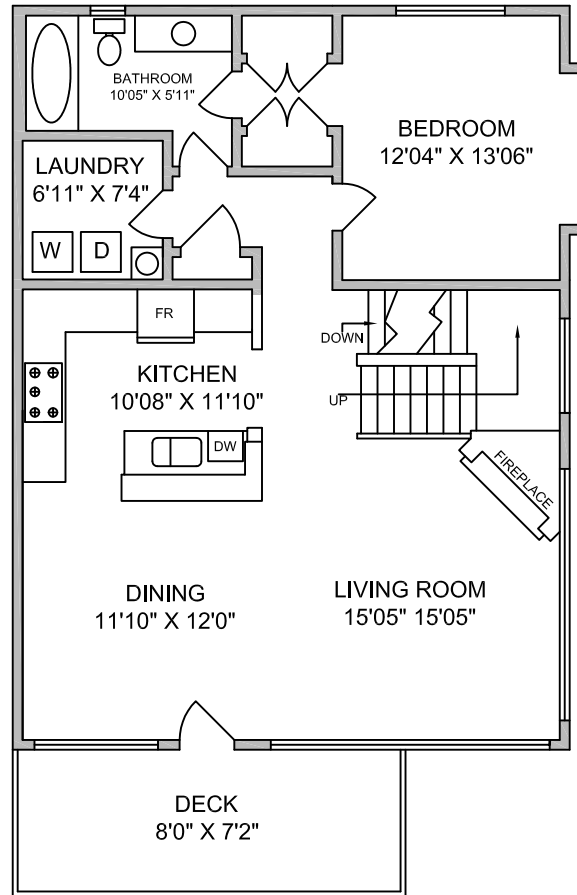 BATHROOM
10'05" X 5'11"
BEDROOM
12'04" X 13'06"
LAUNDRY
6'11" X 7'4"
W
D
FR
DOWN
KITCHEN
10'08" X 11'10"
UP
DW
FIREPLACE
DINING
11'10" X 12'0"
LIVING ROOM
15'05" 15'05"
DECK
8'0" X 7'2"